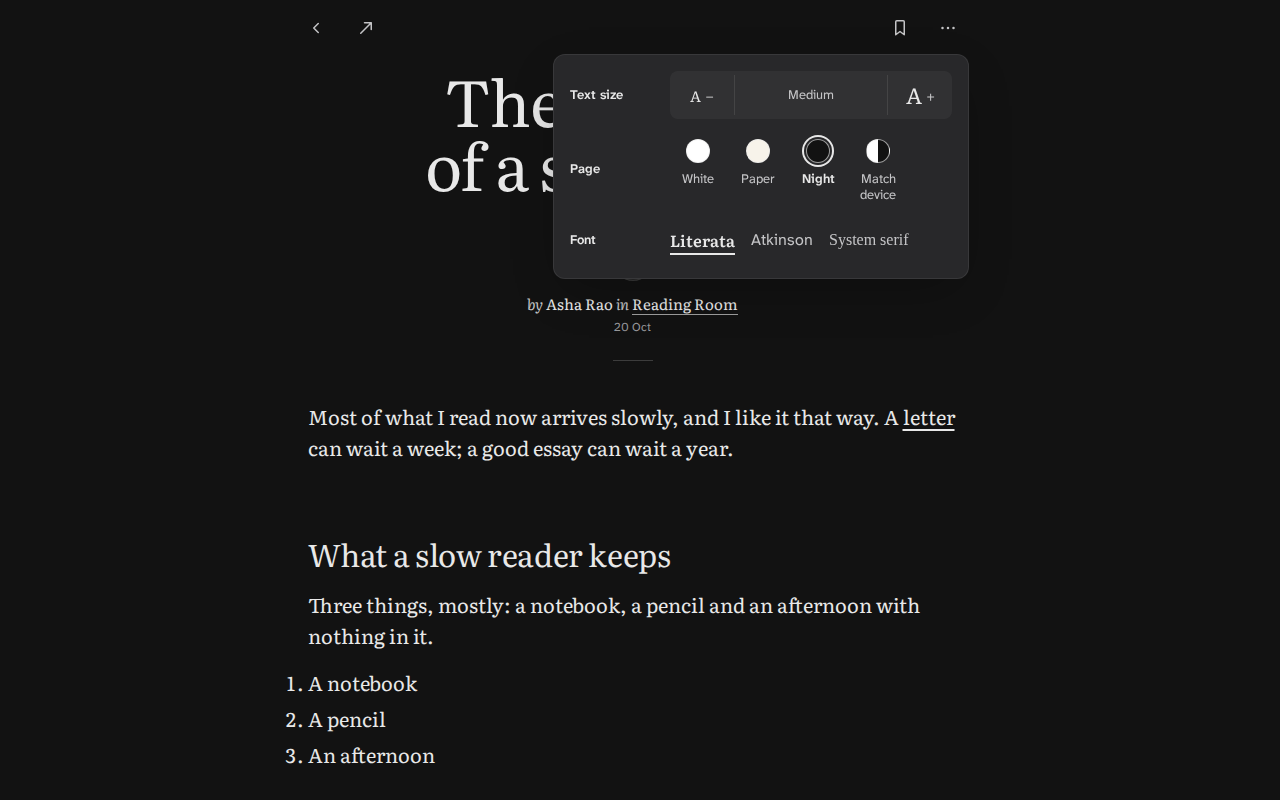 Text size
A –
Medium
A +
Page
White
Paper
Night
Match
device
Font
Literata
Atkinson
System serif
The
of a
by Asha Rao in Reading Room
20 Oct
Most of what I read now arrives slowly, and I like it that way. A letter
can wait a week; a good essay can wait a year.
What a slow reader keeps
Three things, mostly: a notebook, a pencil and an afternoon with
nothing in it.
1. A notebook
2. A pencil
3. An afternoon